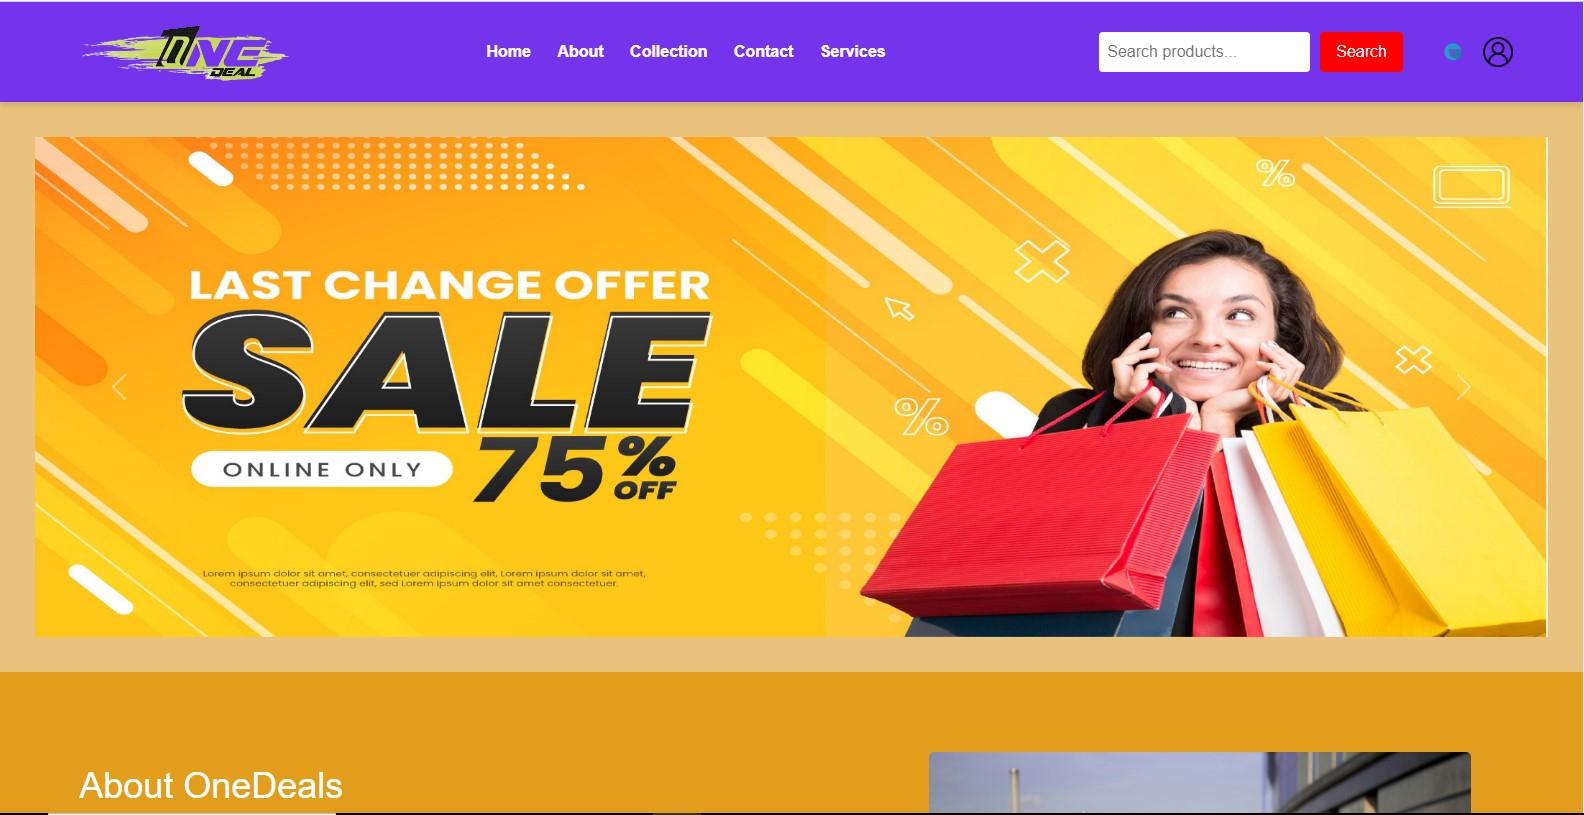 ONE
DEAL
Home About Collection Contact Services
Search products...
Search
LAST CHANGE OFFER
SALE
ONLINE ONLY
75%
OFF
Lorem ipsum dolor sit amet, consectetuer adipiscing elit, Lorem ipsum dolor sit amet,
consectetuer adipiscing elit, sed Lorem ipsum dolor sit amet consectetuer.
About OneDeals